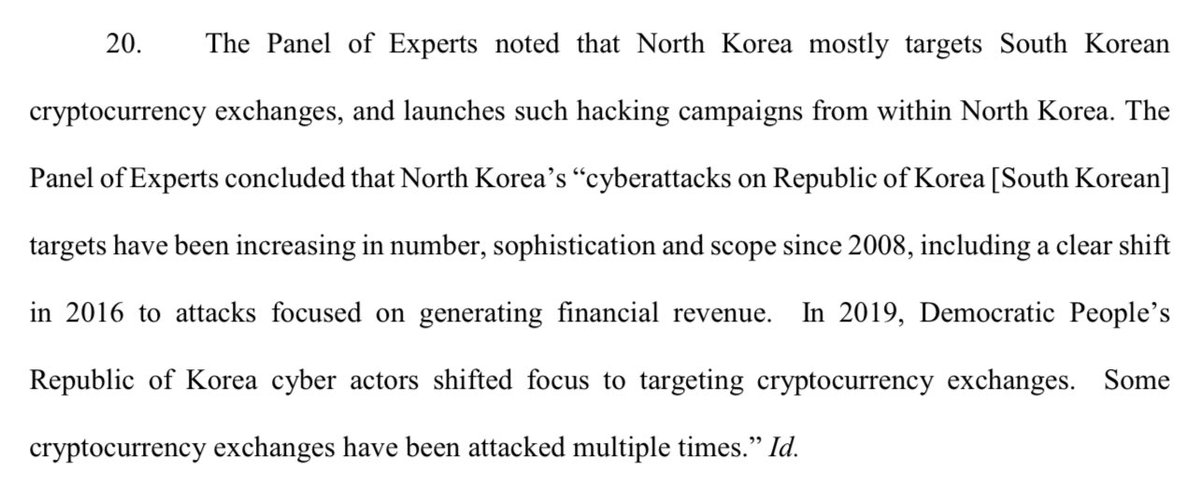 20. The Panel of Experts noted that North Korea mostly targets South Korean
cryptocurrency exchanges, and launches such hacking campaigns from within North Korea. The
Panel of Experts concluded that North Korea’s “cyberattacks on Republic of Korea [South Korean]
targets have been increasing in number, sophistication and scope since 2008, including a clear shift
in 2016 to attacks focused on generating financial revenue. In 2019, Democratic People’s
Republic of Korea cyber actors shifted focus to targeting cryptocurrency exchanges. Some
cryptocurrency exchanges have been attacked multiple times.” Id.